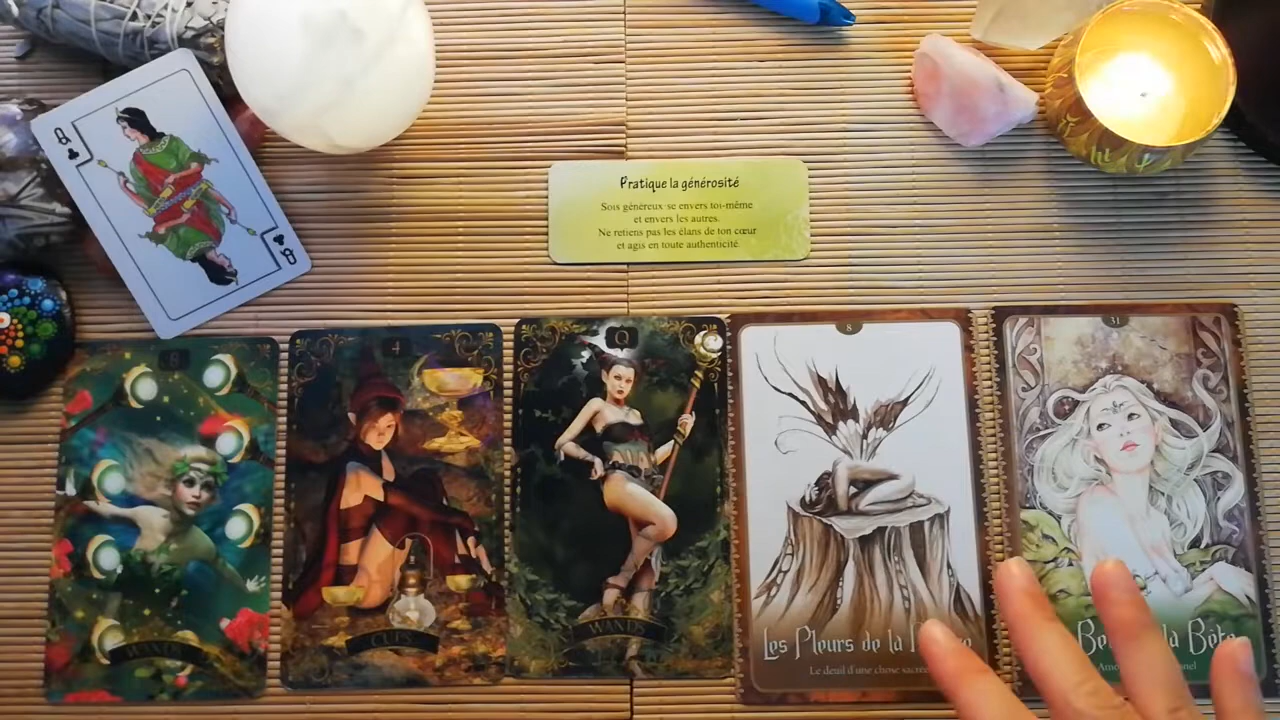 Q
Pratique la générosité
Sois généreux·se envers toi-même
et envers les autres.
Ne retiens pas les élans de ton cœur
et agis en toute authenticité.
Q
8
4
CUPS
Q
WANDS
8
Les Pleurs de la
Le deuil d'une chose sacrée
31
la Bête